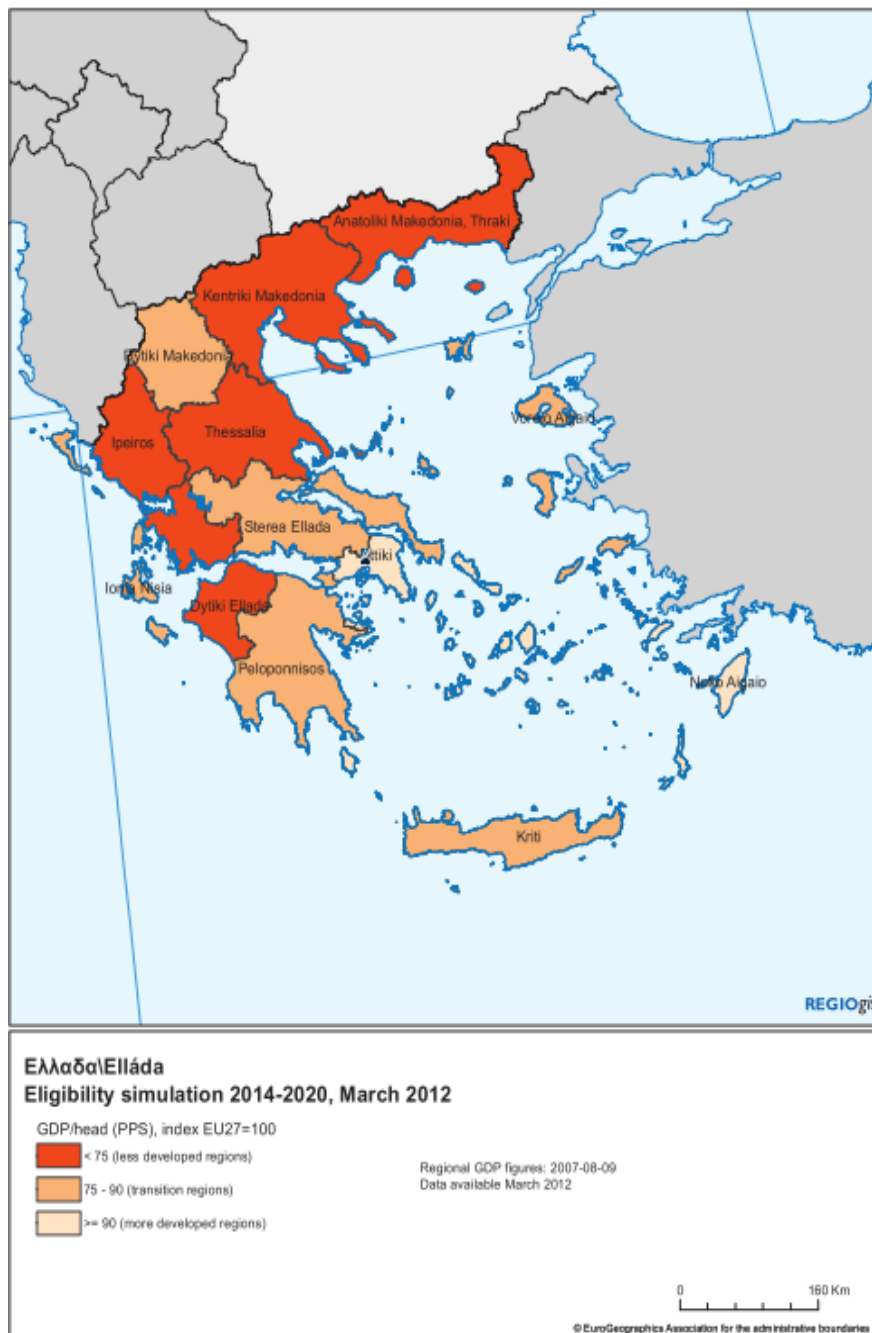 Anatoliki Makedonia, Thraki
Kentriki Makedonia
Dytiki Makedonia
Ipeiros
Thessalia
Voreio Aigaio
Sterea Ellada
Attiki
Ionia Nisia
Dytiki Ellada
Peloponnisos
Notio Aigaio
Kriti
REGIOgis
Ελλαδα\Elláda
Eligibility simulation 2014-2020, March 2012
GDP/head (PPS), index EU27=100
< 75 (less developed regions)
75 - 90 (transition regions)
>= 90 (more developed regions)
Regional GDP figures: 2007-08-09
Data available March 2012
0 160 Km
© EuroGeographics Association for the administrative boundaries